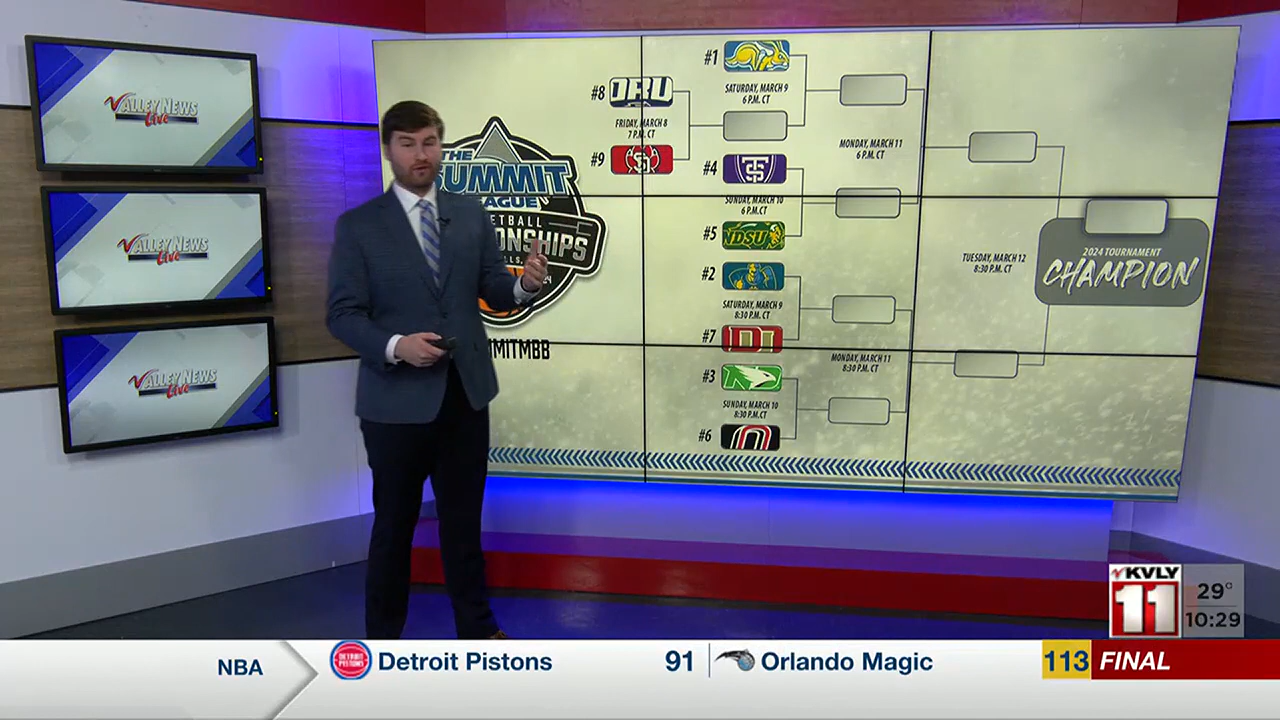 VALLEY NEWS
Live
VALLEY NEWS
Live
VALLEY NEWS
Live
THE
SUMMIT
LEAGUE
MITMBB
#8
ORU
FRIDAY, MARCH 8
7 P.M. CT
#9
#1
SATURDAY, MARCH 9
6 P.M. CT
#4
SUNDAY, MARCH 10
6 P.M. CT
#5
NDSU
#2
SATURDAY, MARCH 9
8:30 P.M. CT
#7
#3
SUNDAY, MARCH 10
8:30 P.M. CT
#6
MONDAY, MARCH 11
6 P.M. CT
MONDAY, MARCH 11
8:30 P.M. CT
TUESDAY, MARCH 12
8:30 P.M. CT
2024 TOURNAMENT
CHAMPION
KVLY
11
29°
10:29
NBA
Detroit Pistons 91
Orlando Magic 113 FINAL